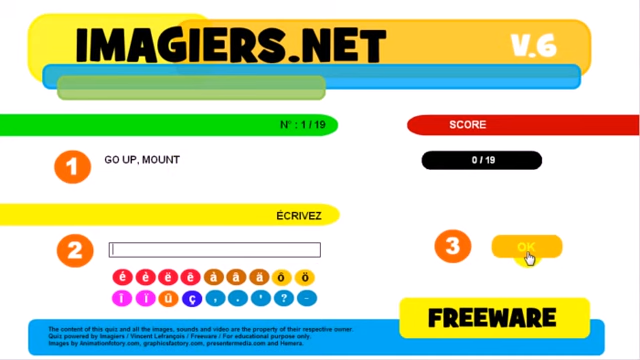 IMAGIERS.NET
V.6
N° : 1 / 19
SCORE
1
GO UP, MOUNT
0 / 19
ÉCRIVEZ
2
3
OK
é è ë ê à â ä ô ö
ï î û ç , . ' ? -
FREEWARE
The content of this quiz and all the images, sounds and video are the property of their respective owner.
Quiz powered by Imagiers / Vincent Lefrançois / Freeware / For educational purpose only.
Images by Animationfctory.com, graphicsfactory.com, presentermedia.com and Hemera.